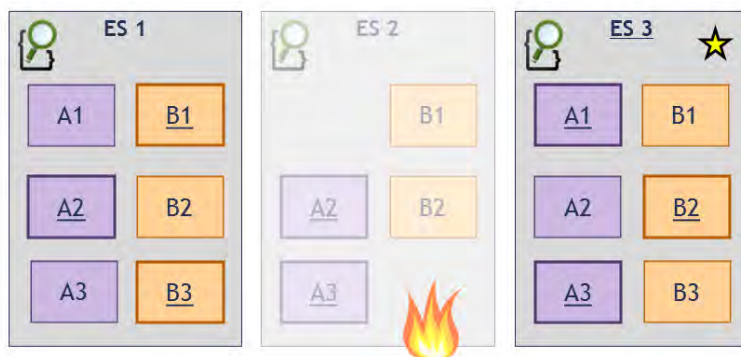 ES 1
A1 B1
A2 B2
A3 B3
ES 2
B1
A2 B2
A3
ES 3
A1 B1
A2 B2
A3 B3